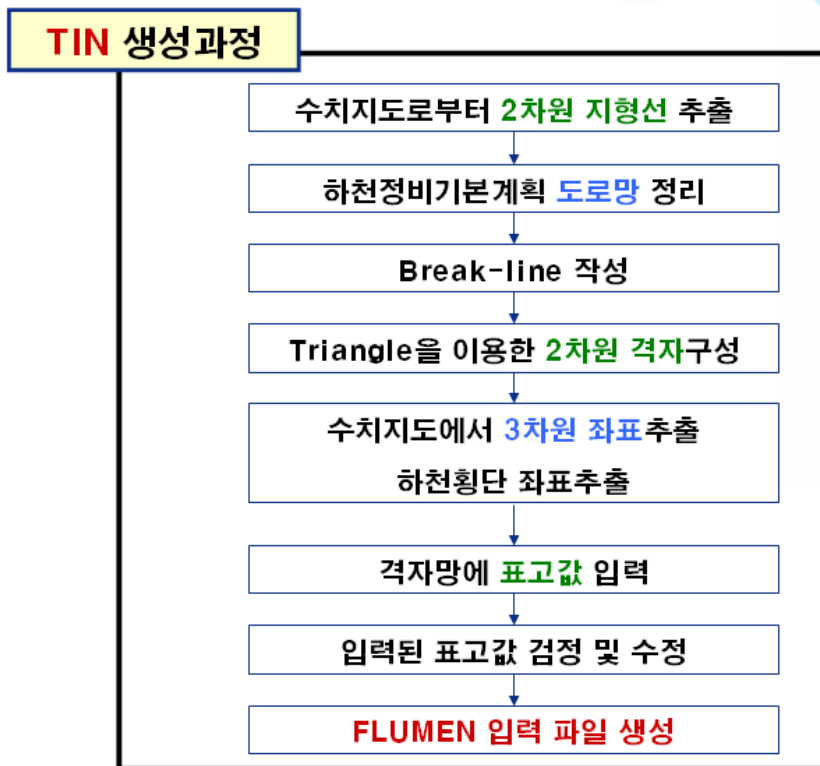 TIN 생성과정
수치지도로부터 2차원 지형선 추출
하천정비기본계획 도로망 정리
Break-line 작성
Triangle을 이용한 2차원 격자구성
수치지도에서 3차원 좌표추출
하천횡단 좌표추출
격자망에 표고값 입력
입력된 표고값 검정 및 수정
FLUMEN 입력 파일 생성